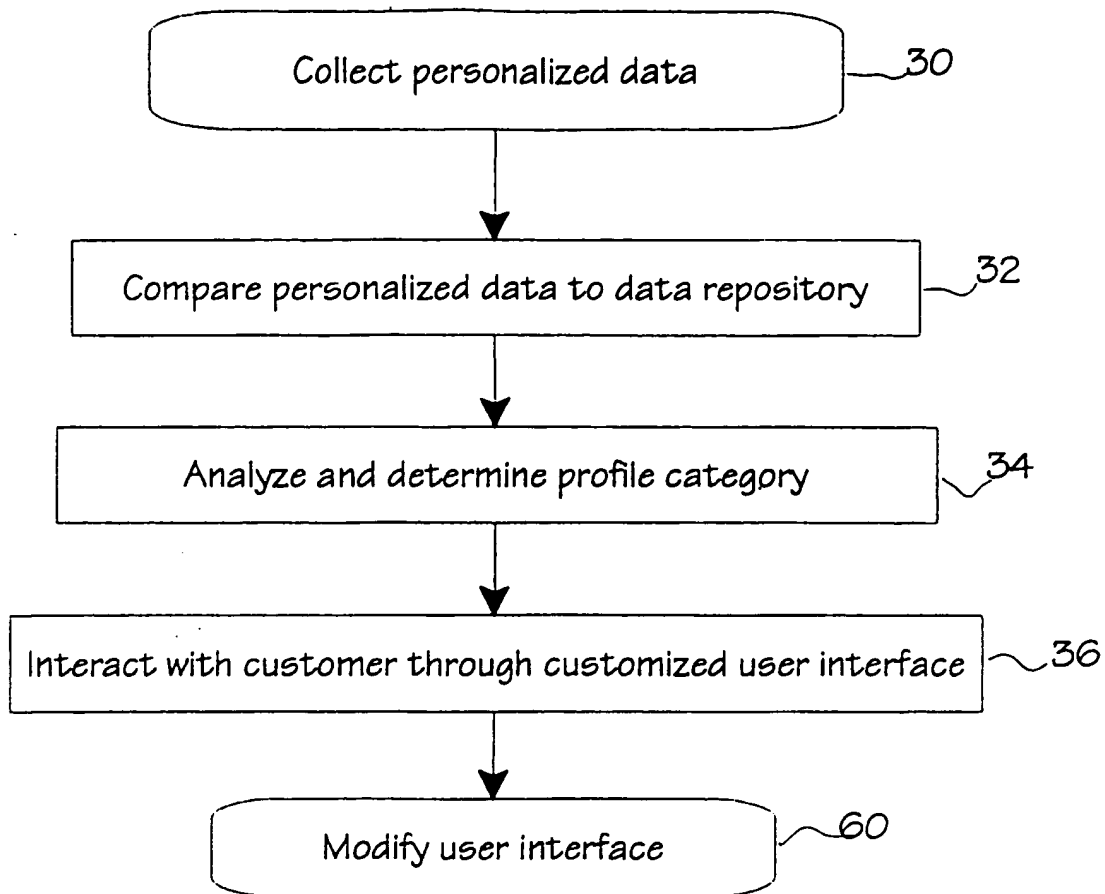 Collect personalized data
30
Compare personalized data to data repository
32
Analyze and determine profile category
34
Interact with customer through customized user interface
36
Modify user interface
60